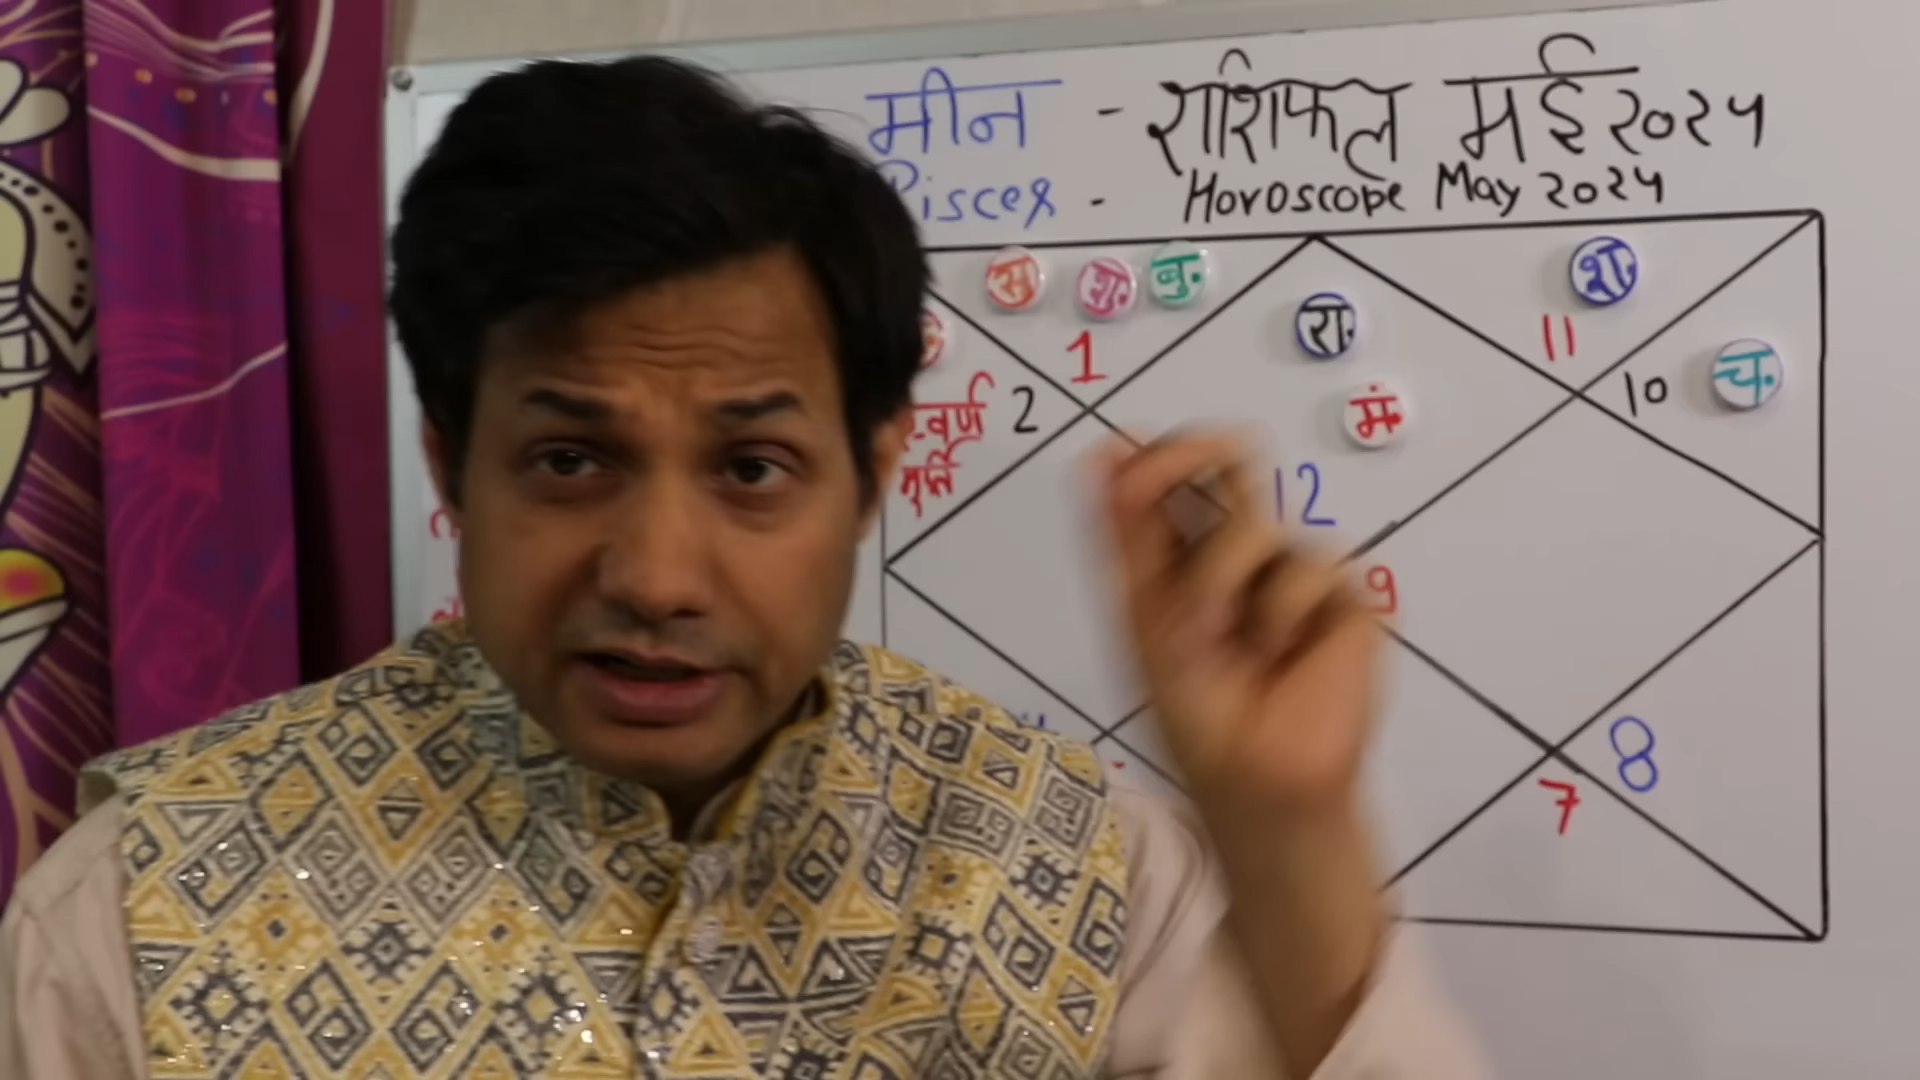 मीन - राशिफल मई २०२४
Pisces - Horoscope May 2024
सू शु. बु. श.
रा.
1 11
2 10 चं.
मं.
12
9
8
7